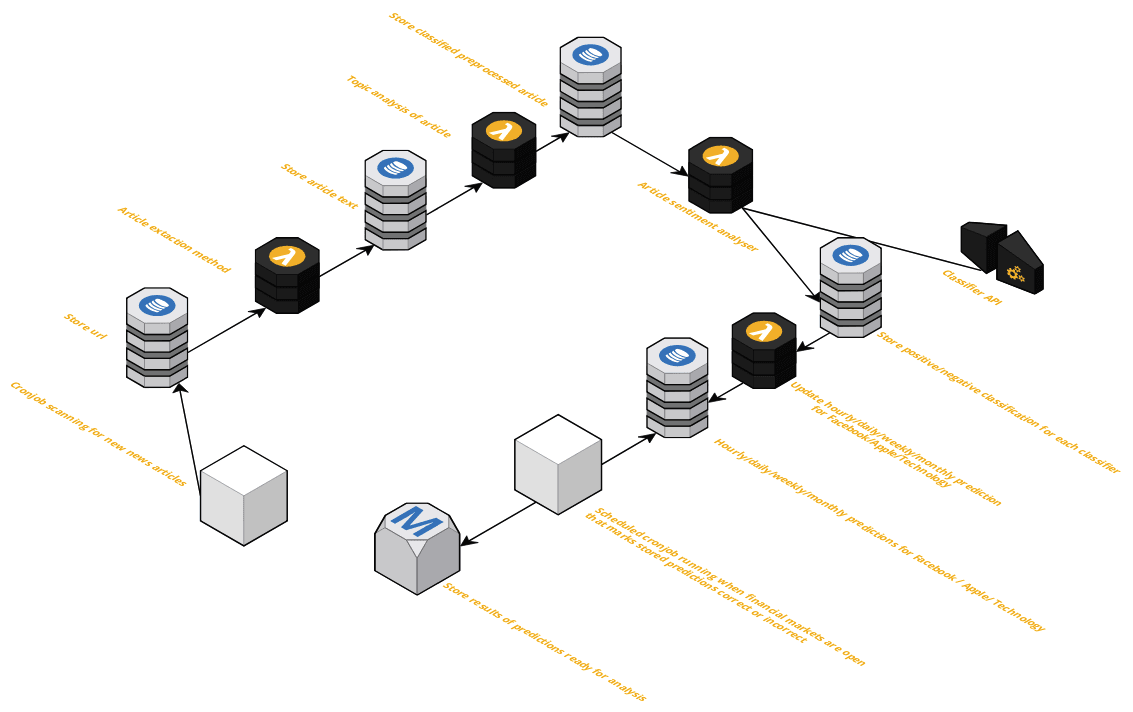 Store classified preprocessed article
Topic analysis of article
Store article text
Article extaction method
Store url
Cronjob scanning for new news articles
Article sentiment analyser
Classifier API
Store positive/negative classification for each classifier
Update hourly/daily/weekly/monthly prediction
for Facebook/Apple/Technology
Hourly/daily/weekly/monthly predictions for Facebook / Apple/ Technology
Scheduled cronjob running when financial markets are open
that marks stored predictions correct or incorrect
M
Store results of predictions ready for analysis